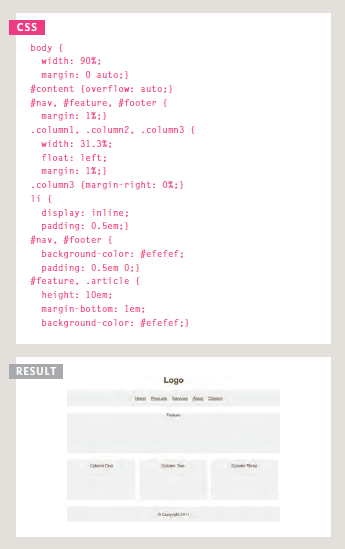 CSS
body {
width: 90%;
margin: 0 auto;}
#content {overflow: auto;}
#nav, #feature, #footer {
margin: 1%;}
.column1, .column2, .column3 {
width: 31.3%;
float: left;
margin: 1%;}
.column3 {margin-right: 0%;}
li {
display: inline;
padding: 0.5em;}
#nav, #footer {
background-color: #efefef;
padding: 0.5em 0;}
#feature, .article {
height: 10em;
margin-bottom: 1em;
background-color: #efefef;}
RESULT
Logo
Home Products Services About Contact
Feature
Column One Column Two Column Three
© Copyright 2011